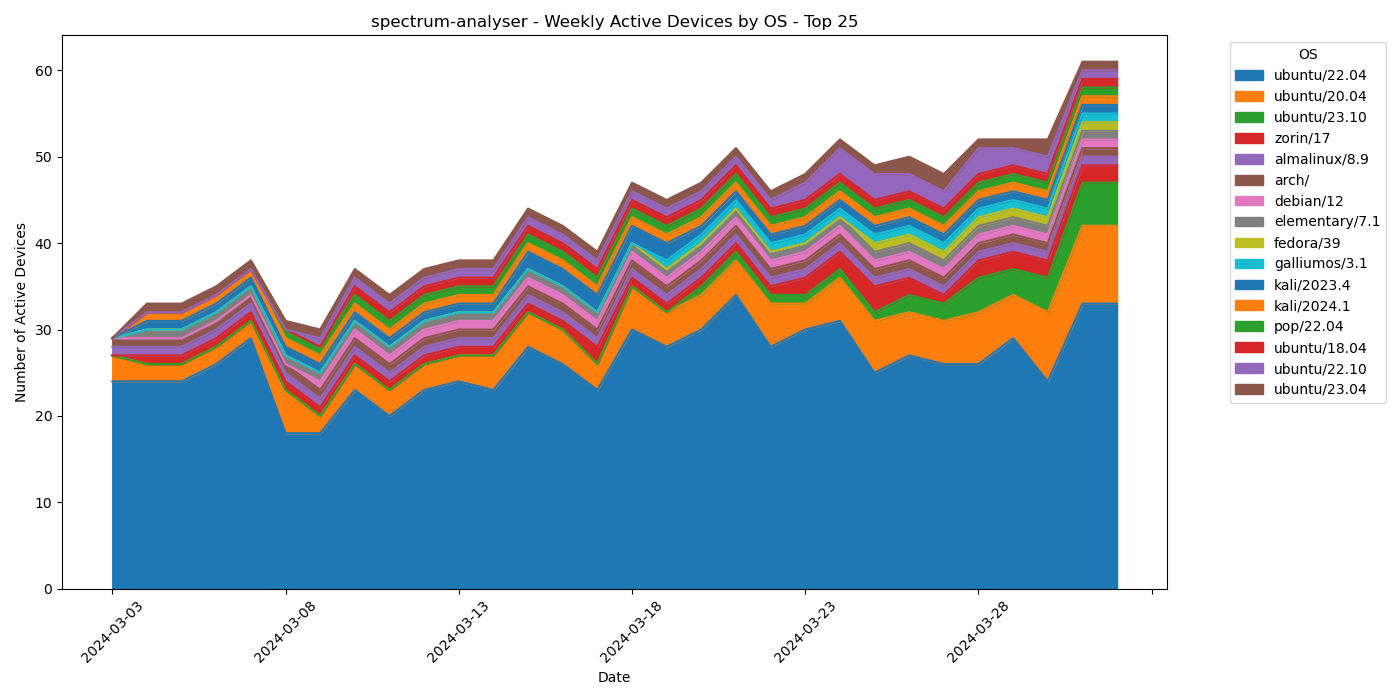 spectrum-analyser - Weekly Active Devices by OS - Top 25
Number of Active Devices
60
50
40
30
20
10
0
2024-03-03
2024-03-08
2024-03-13
2024-03-18
2024-03-23
2024-03-28
Date
OS
ubuntu/22.04
ubuntu/20.04
ubuntu/23.10
zorin/17
almalinux/8.9
arch/
debian/12
elementary/7.1
fedora/39
galliumos/3.1
kali/2023.4
kali/2024.1
pop/22.04
ubuntu/18.04
ubuntu/22.10
ubuntu/23.04